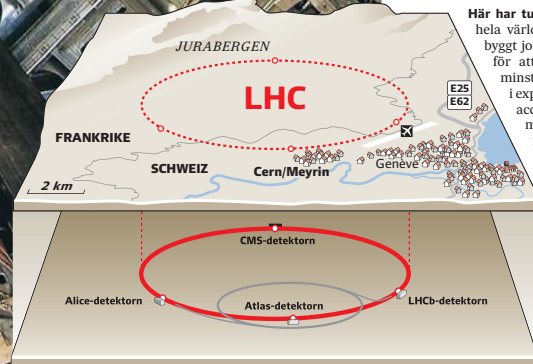 Här har tu
hela värld
byggt jo
för att
minst
i exp
acc
m
JURABERGEN
LHC
E25
E62
FRANKRIKE
SCHWEIZ
Cern/Meyrin
Genève
2 km
CMS-detektorn
Alice-detektorn
Atlas-detektorn
LHCb-detektorn